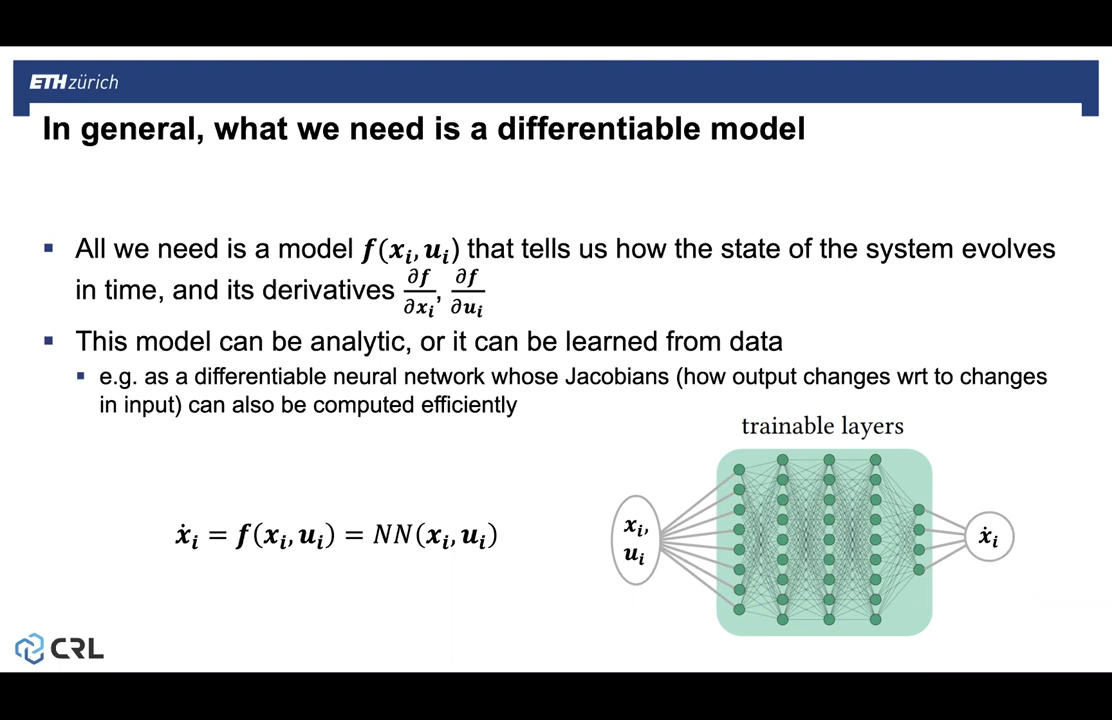 ETH zürich
In general, what we need is a differentiable model
▪ All we need is a model f(xᵢ, uᵢ) that tells us how the state of the system evolves
in time, and its derivatives ∂f/∂xᵢ, ∂f/∂uᵢ
▪ This model can be analytic, or it can be learned from data
▪ e.g. as a differentiable neural network whose Jacobians (how output changes wrt to changes
in input) can also be computed efficiently
trainable layers
ẋᵢ = f(xᵢ, uᵢ) = NN(xᵢ, uᵢ)
xᵢ,
uᵢ
ẋᵢ
CRL